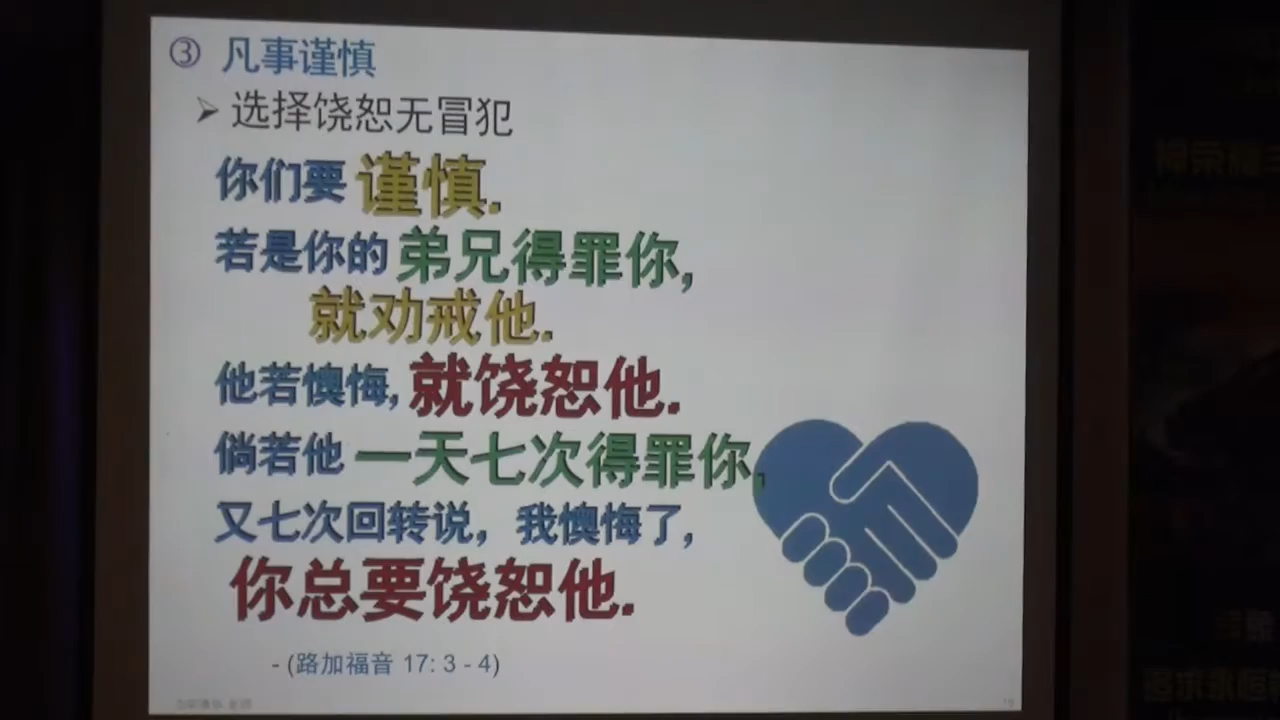 ③ 凡事谨慎
➢ 选择饶恕无冒犯
你们要 谨慎.
若是你的 弟兄得罪你,
就劝戒他.
他若懊悔, 就饶恕他.
倘若他 一天七次得罪你,
又七次回转说，我懊悔了,
你总要饶恕他.
- (路加福音 17: 3 - 4)